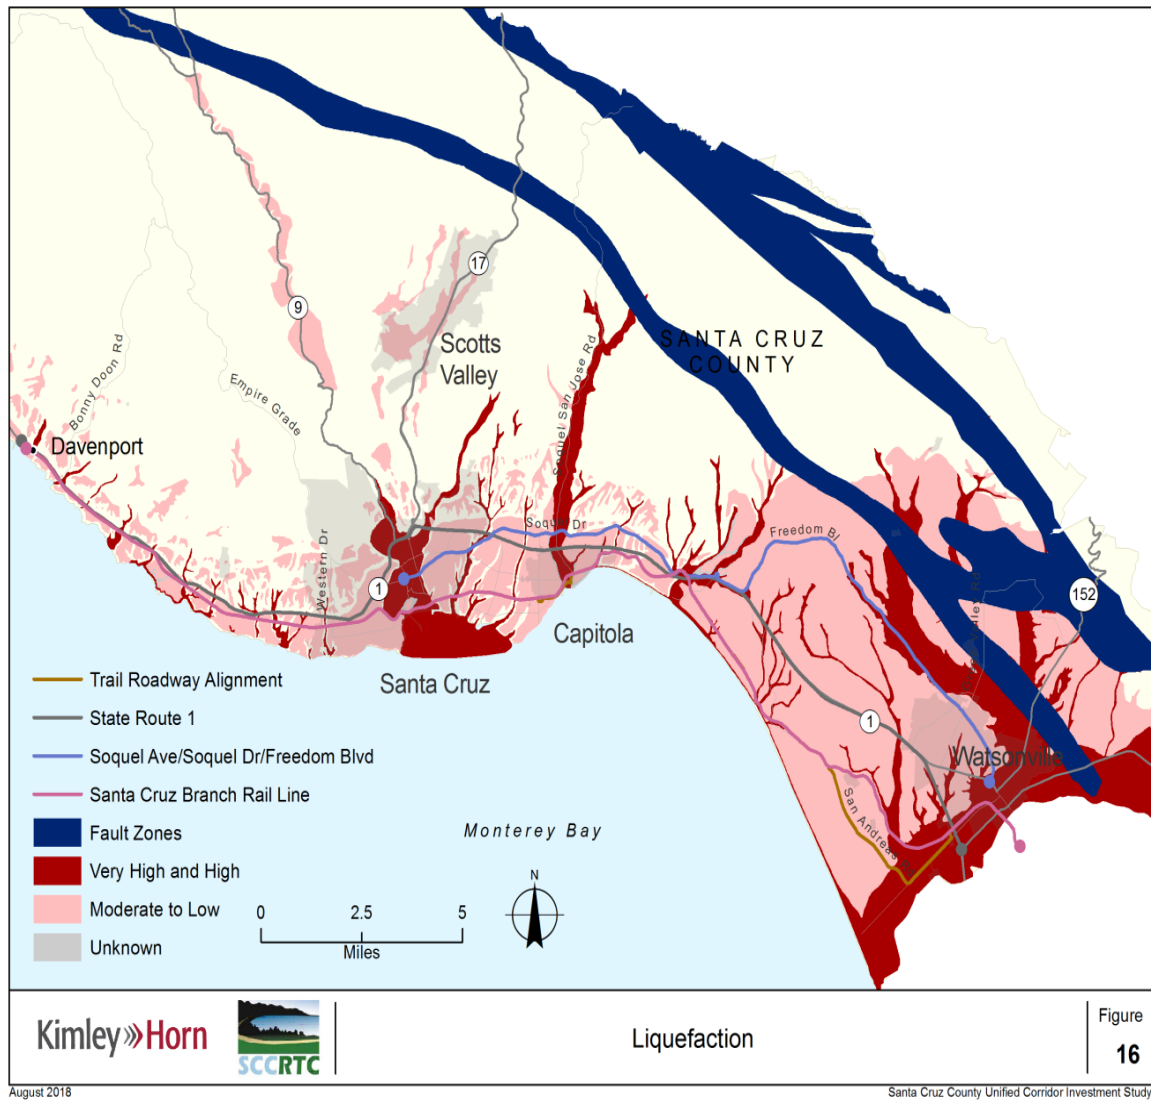 17
9
SANTA CRUZ
COUNTY
Scotts
Valley
Bonny Doon Rd
Empire Grade
Soquel San Jose Rd
Davenport
Soquel Dr
Freedom Bl
Western Dr
1
152
Capitola
Santa Cruz
1
Watsonville
San Andreas
Monterey Bay
Trail Roadway Alignment
State Route 1
Soquel Ave/Soquel Dr/Freedom Blvd
Santa Cruz Branch Rail Line
Fault Zones
Very High and High
Moderate to Low
Unknown
0 2.5 5
Miles
N
Kimley»Horn
SCCRTC
Liquefaction
Figure
16
August 2018
Santa Cruz County Unified Corridor Investment Study